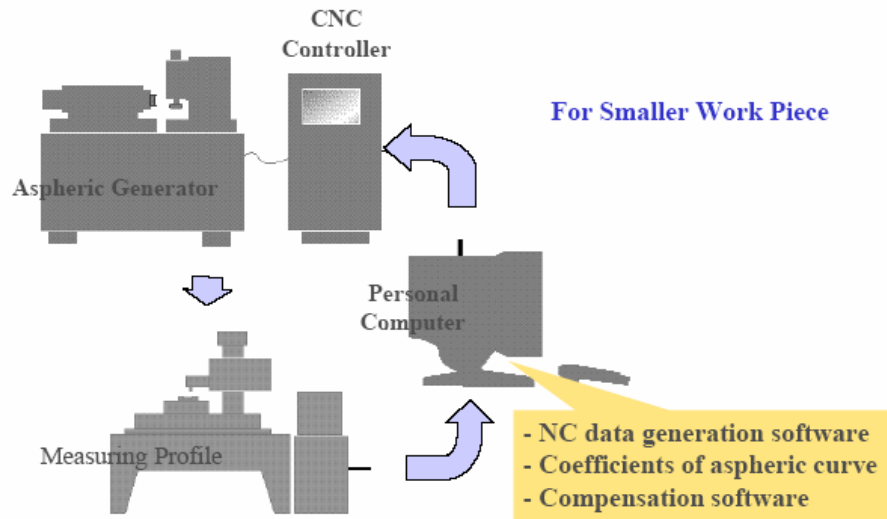 CNC
Controller
For Smaller Work Piece
Aspheric Generator
Personal
Computer
Measuring Profile
- NC data generation software
- Coefficients of aspheric curve
- Compensation software